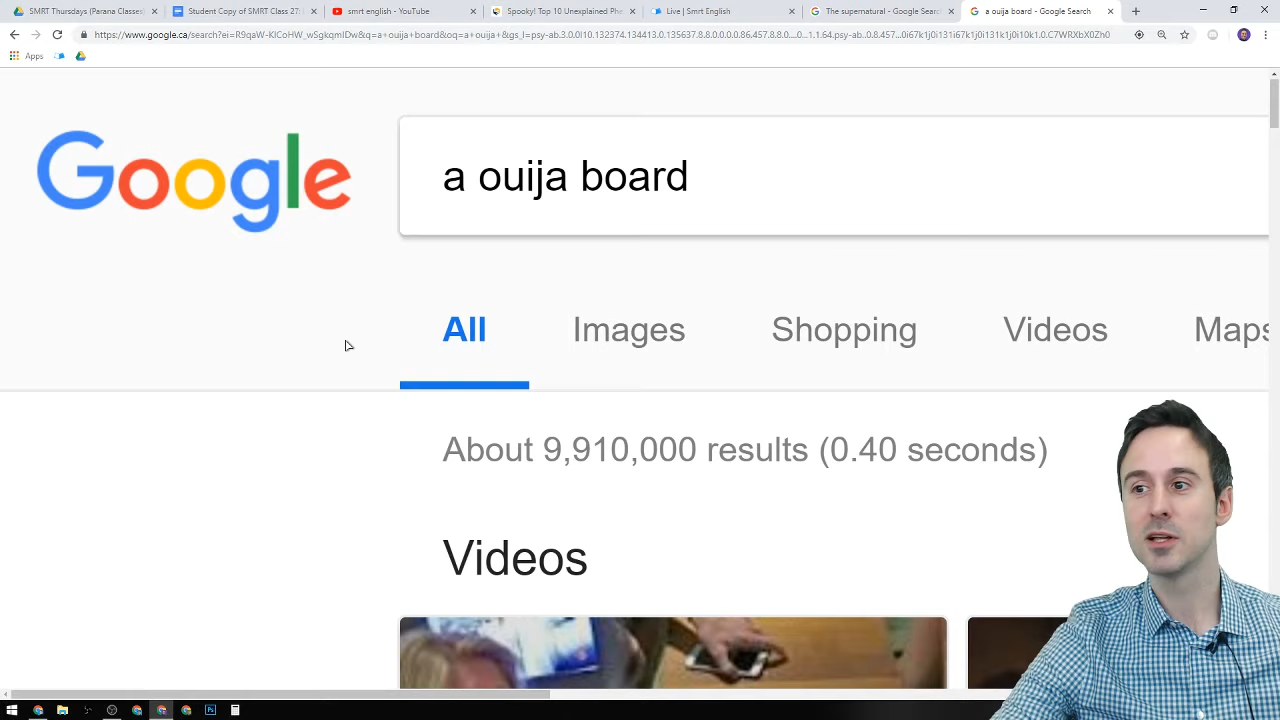 SMRT Thursdays (Parana Classes)
Student Copy of SMRT Class 27
smrt english - YouTube
Spooky! Top 10 Unexplained Phe
Live | Smrt English
The supernatural - Google Search
a ouija board - Google Search
Apps
Google
a ouija board
All Images Shopping Videos Maps
About 9,910,000 results (0.40 seconds)
Videos